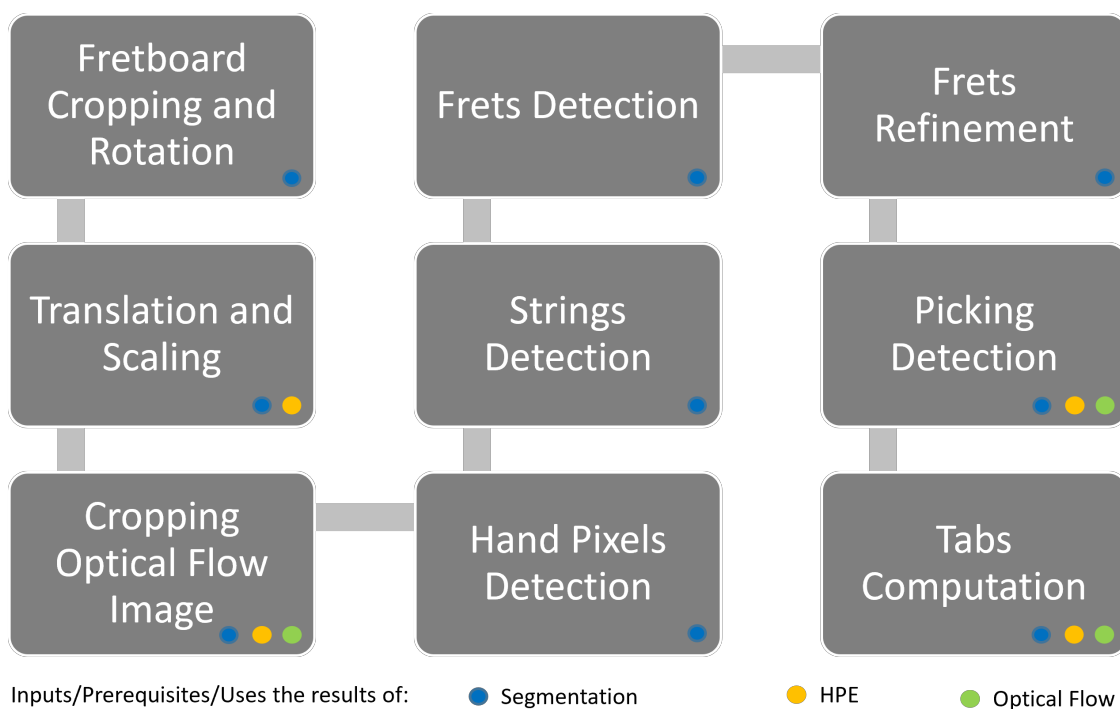 Fretboard
Cropping and
Rotation
Translation and
Scaling
Cropping
Optical Flow
Image
Hand Pixels
Detection
Strings
Detection
Frets Detection
Frets
Refinement
Picking
Detection
Tabs
Computation
Inputs/Prerequisites/Uses the results of:
Segmentation
HPE
Optical Flow